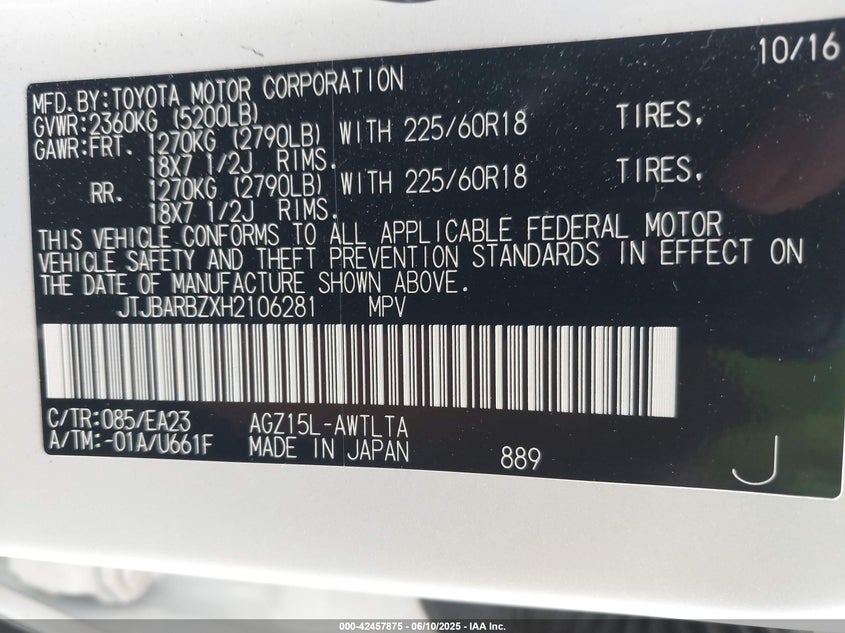 10/16
MFD.BY:TOYOTA MOTOR CORPORATION
GVWR:2360KG (5200LB)
GAWR:FRT. 1270KG (2790LB) WITH 225/60R18 TIRES.
18X7 1/2J RIMS.
RR. 1270KG (2790LB) WITH 225/60R18 TIRES.
18X7 1/2J RIMS.
THIS VEHICLE CONFORMS TO ALL APPLICABLE FEDERAL MOTOR
VEHICLE SAFETY AND THEFT PREVENTION STANDARDS IN EFFECT ON
THE DATE OF MANUFACTURE SHOWN ABOVE.
JTJBARBZXH2106281 MPV
C/TR:085/EA23 AGZ15L-AWTLTA
A/TM:-01A/U661F MADE IN JAPAN 889
J
000-42457875 - 06/10/2025 - IAA Inc.